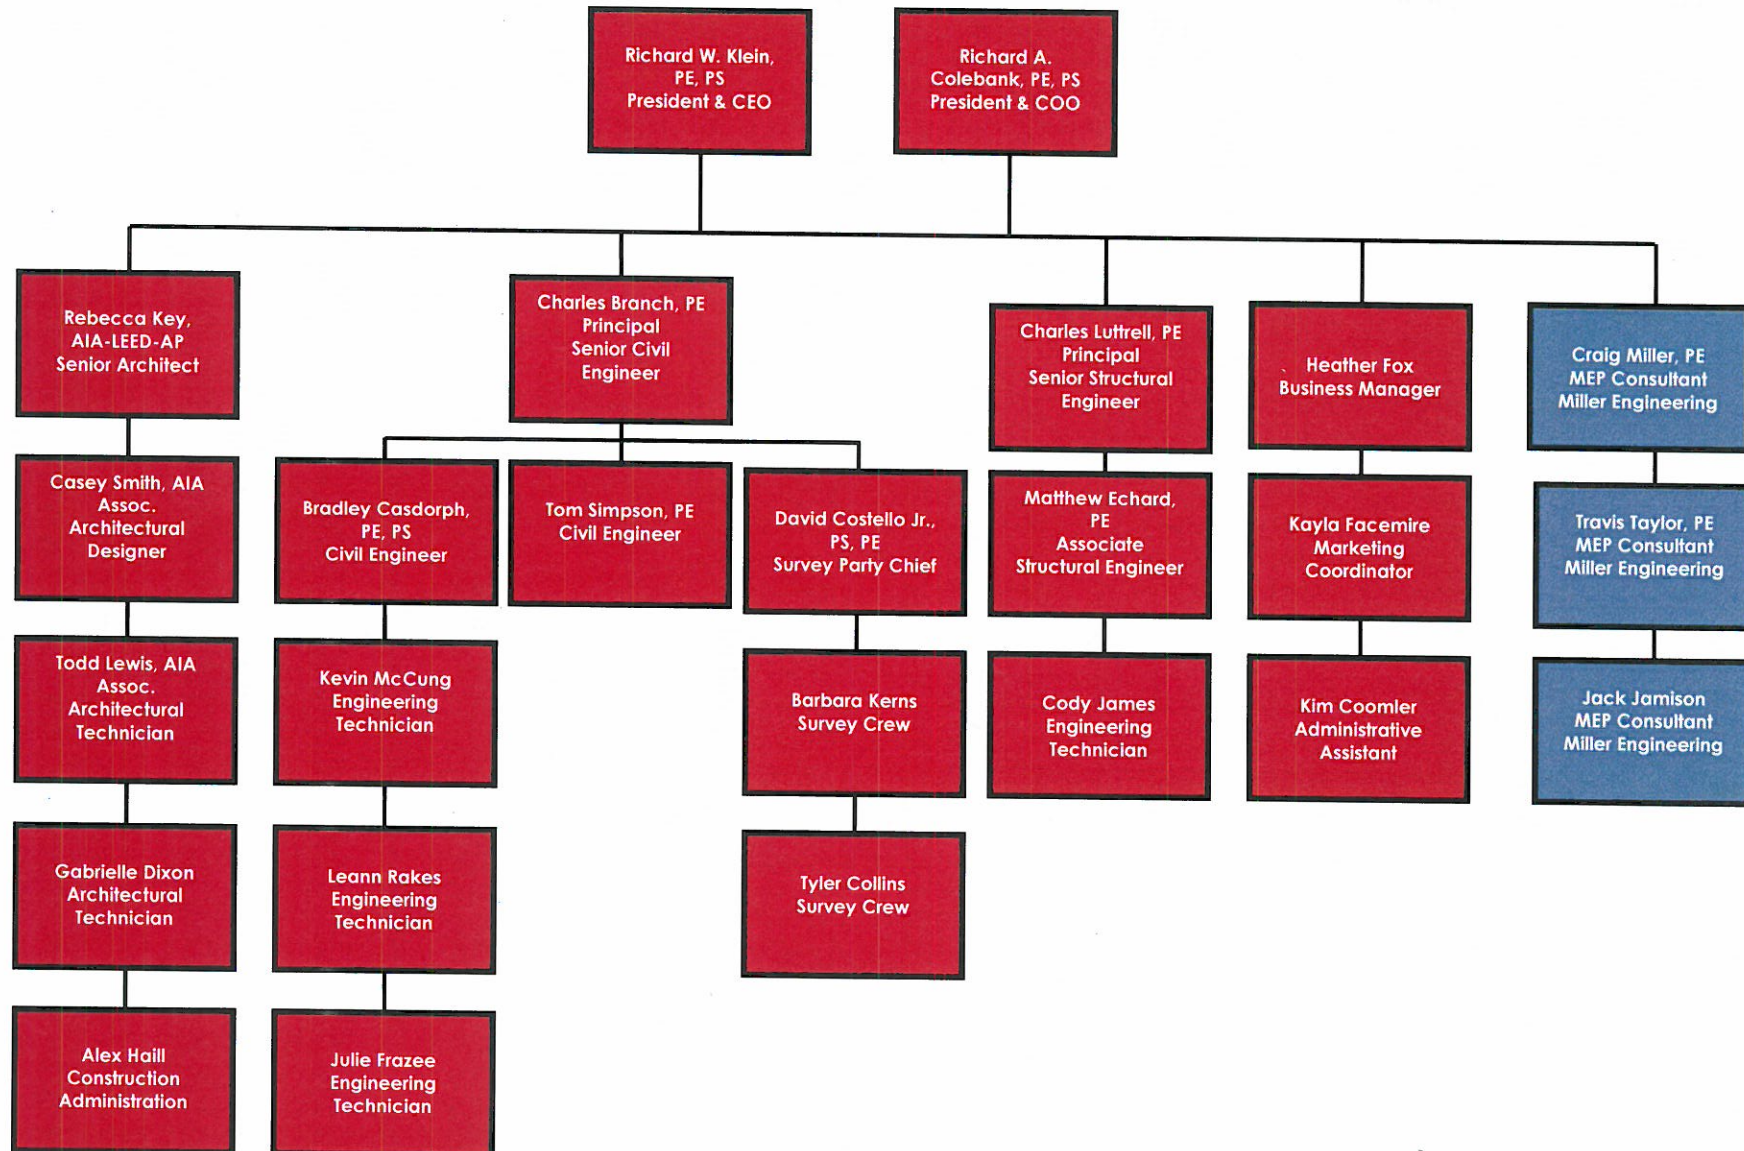 Richard W. Klein,
PE, PS
President & CEO
Richard A.
Colebank, PE, PS
President & COO
Rebecca Key,
AIA-LEED-AP
Senior Architect
Charles Branch, PE
Principal
Senior Civil
Engineer
Charles Luttrell, PE
Principal
Senior Structural
Engineer
Heather Fox
Business Manager
Craig Miller, PE
MEP Consultant
Miller Engineering
Casey Smith, AIA
Assoc.
Architectural
Designer
Bradley Casdorph,
PE, PS
Civil Engineer
Tom Simpson, PE
Civil Engineer
David Costello Jr.,
PS, PE
Survey Party Chief
Matthew Echard,
PE
Associate
Structural Engineer
Kayla Facemire
Marketing
Coordinator
Travis Taylor, PE
MEP Consultant
Miller Engineering
Todd Lewis, AIA
Assoc.
Architectural
Technician
Kevin McCung
Engineering
Technician
Barbara Kerns
Survey Crew
Cody James
Engineering
Technician
Kim Coomler
Administrative
Assistant
Jack Jamison
MEP Consultant
Miller Engineering
Gabrielle Dixon
Architectural
Technician
Leann Rakes
Engineering
Technician
Tyler Collins
Survey Crew
Alex Haill
Construction
Administration
Julie Frazee
Engineering
Technician